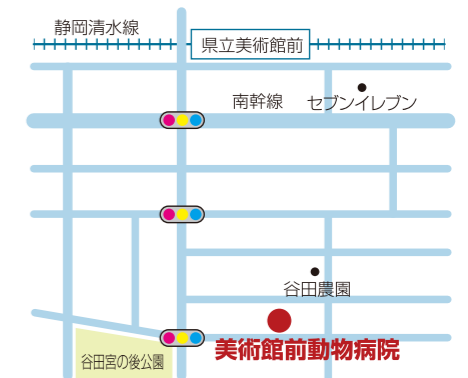 静岡清水線
県立美術館前
南幹線
セブンイレブン
谷田農園
美術館前動物病院
谷田宮の後公園